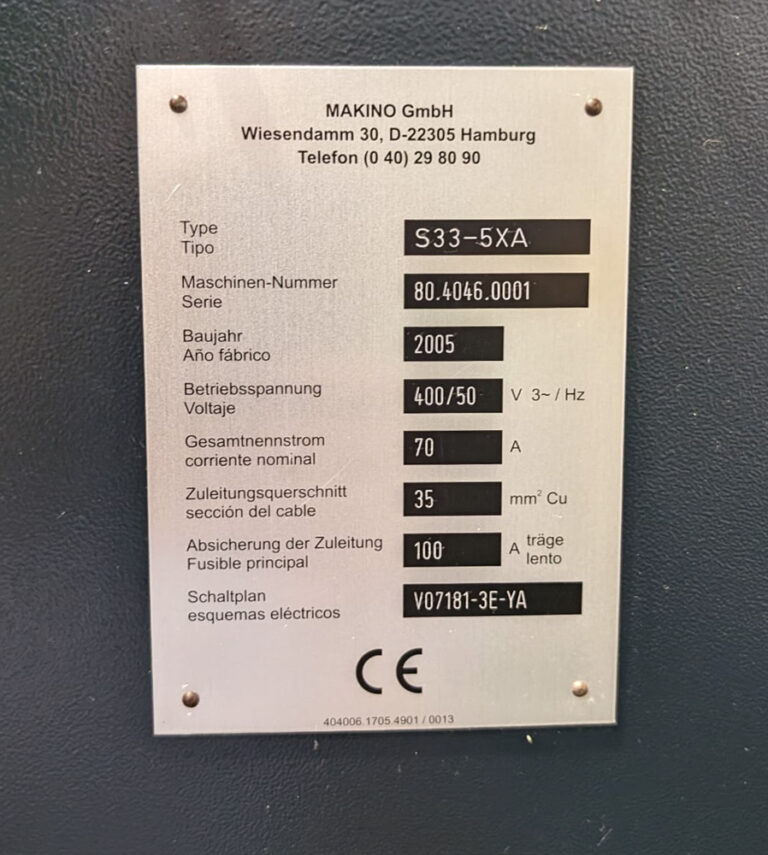 MAKINO GmbH
Wiesendamm 30, D-22305 Hamburg
Telefon (0 40) 29 80 90
Type
Tipo
S33-5XA
Maschinen-Nummer
Serie
80.4046.0001
Baujahr
Año fábrico
2005
Betriebsspannung
Voltaje
400/50 V 3~ / Hz
Gesamtnennstrom
corriente nominal
70 A
Zuleitungsquerschnitt
sección del cable
35 mm² Cu
Absicherung der Zuleitung
Fusible principal
100 A träge
lento
Schaltplan
esquemas eléctricos
V07181-3E-YA
CE
404006.1705.4901 / 0013